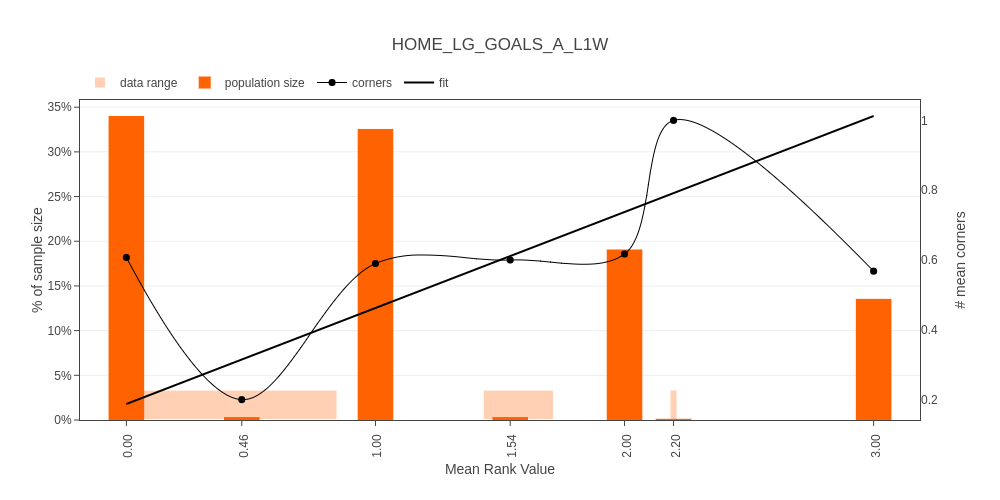 HOME_LG_GOALS_A_L1W
data range population size corners fit
35%
30%
25%
20%
15%
10%
5%
0%
% of sample size
1
0.8
0.6
0.4
0.2
# mean corners
0.00 0.46 1.00 1.54 2.00 2.20 3.00
Mean Rank Value